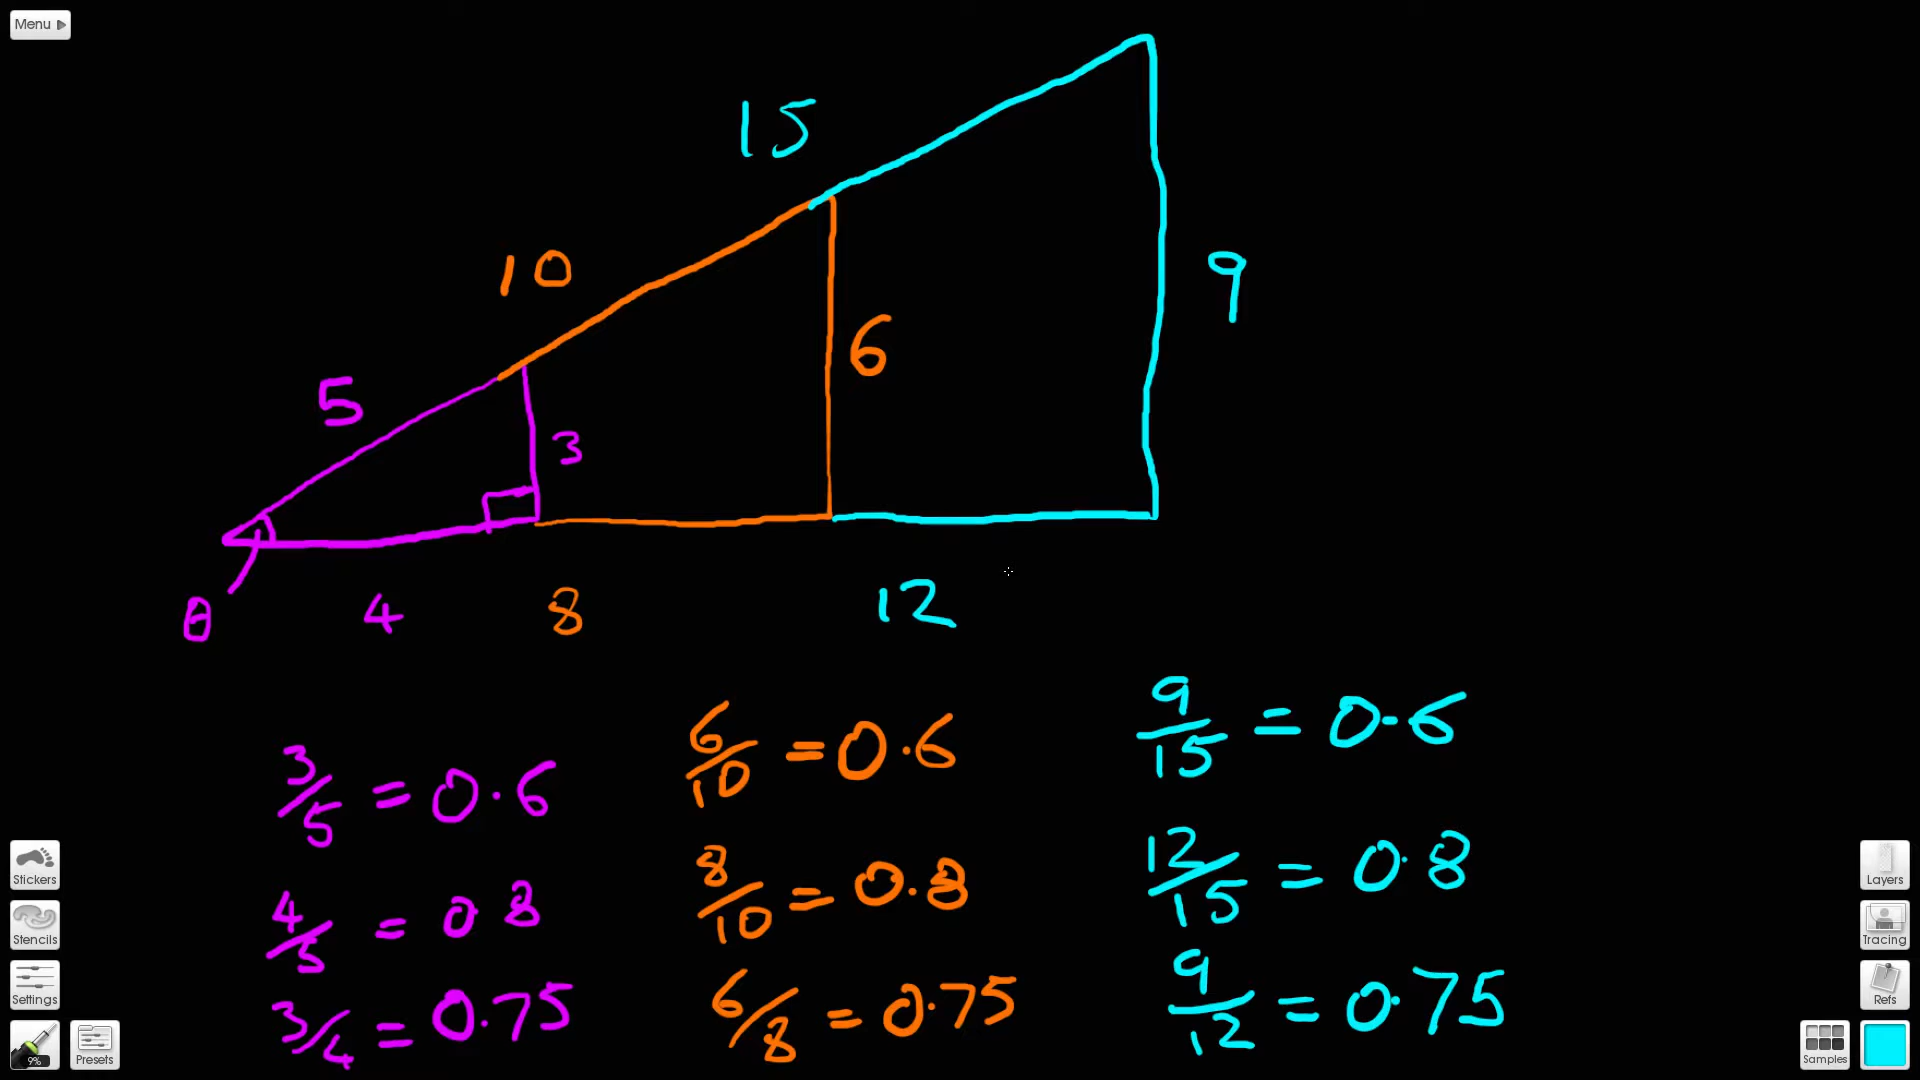 Menu
15
10
9
6
5
3
θ
4
8
12
3/5 = 0.6
6/10 = 0.6
9/15 = 0.6
4/5 = 0 8
8/10 = 0.8
12/15 = 0.8
3/4 = 0.75
6/8 = 0.75
9/12 = 0.75
Stickers
Stencils
Settings
9%
Presets
Layers
Tracing
Refs
Samples